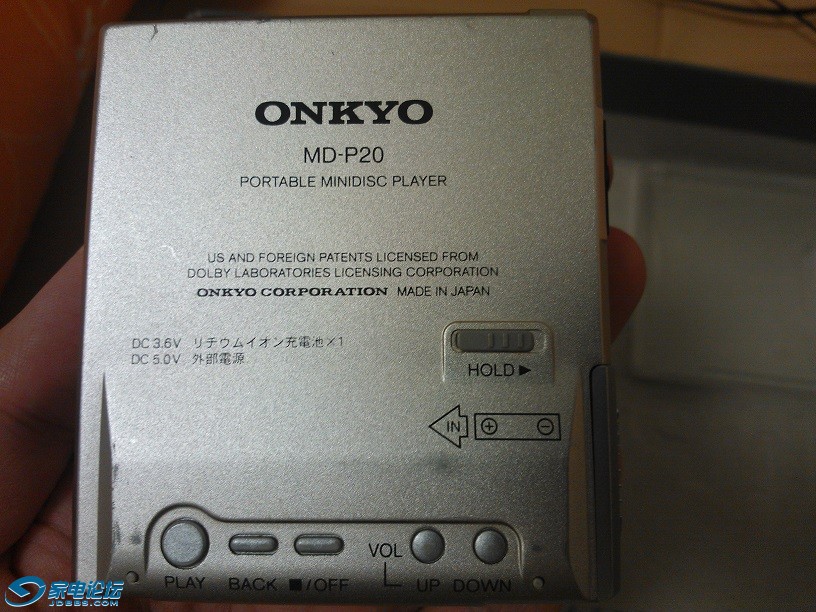 ONKYO
MD-P20
PORTABLE MINIDISC PLAYER
US AND FOREIGN PATENTS LICENSED FROM
DOLBY LABORATORIES LICENSING CORPORATION
ONKYO CORPORATION MADE IN JAPAN
DC 3.6V リチウムイオン充電池×1
DC 5.0V 外部電源
HOLD ▶
IN ⊕ ⊖
VOL
PLAY BACK ■/OFF UP DOWN
家电论坛
JDBBS.COM